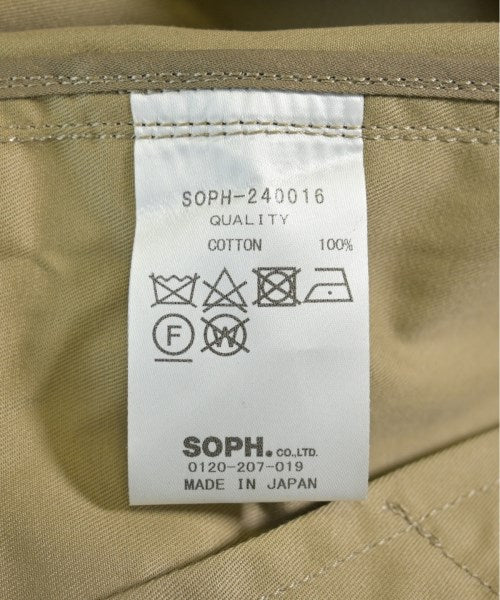 SOPH-240016
QUALITY
COTTON 100%
F W
SOPH. CO.,LTD.
0120-207-019
MADE IN JAPAN